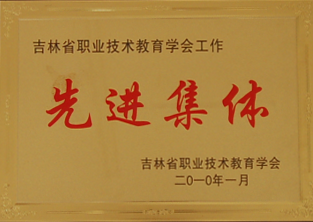 吉林省职业技术教育学会工作
先进集体
吉林省职业技术教育学会
二〇一〇年一月